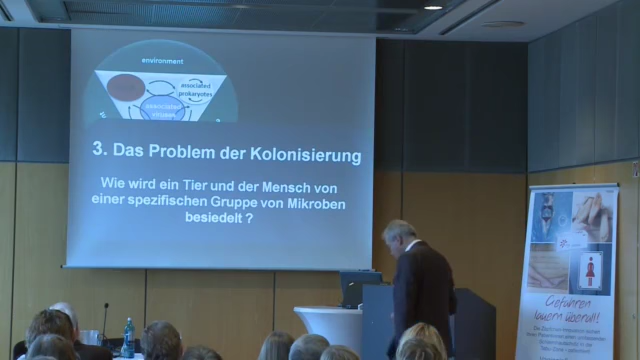 environment
associated
prokaryotes
associated
viruses
3. Das Problem der Kolonisierung
Wie wird ein Tier und der Mensch von
einer spezifischen Gruppe von Mikroben
besiedelt ?
Gefahren
lauern überall!